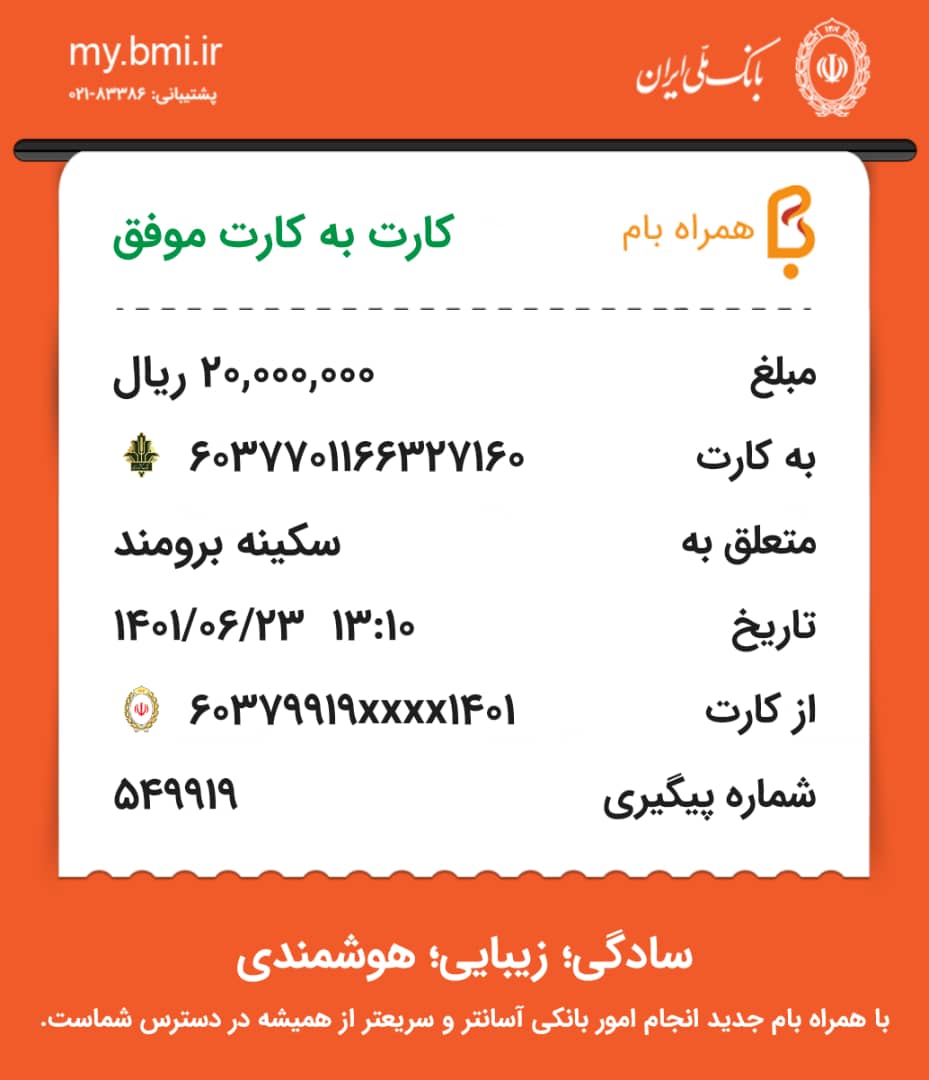 بانک ملّی ایران
my.bmi.ir
پشتیبانی: ۸۳۳۸۶-۰۲۱
همراه بام
کارت به کارت موفق
مبلغ ۲۰,۰۰۰,۰۰۰ ریال
به کارت ۶۰۳۷۷۰۱۱۶۶۳۲۷۱۶۰
متعلق به سکینه برومند
تاریخ ۱۴۰۱/۰۶/۲۳ ۱۳:۱۰
از کارت ۶۰۳۷۹۹۱۹xxxx۱۴۰۱
شماره پیگیری ۵۴۹۹۱۹
سادگی؛ زیبایی؛ هوشمندی
با همراه بام جدید انجام امور بانکی آسانتر و سریعتر از همیشه در دسترس شماست.